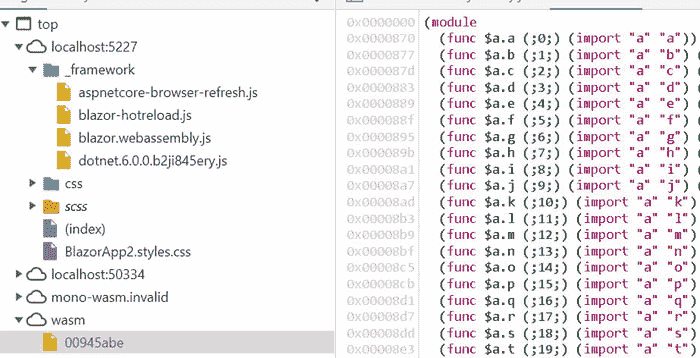 top
localhost:5227
_framework
aspnetcore-browser-refresh.js
blazor-hotreload.js
blazor.webassembly.js
dotnet.6.0.0.b2ji845ery.js
css
scss
(index)
BlazorApp2.styles.css
localhost:50334
mono-wasm.invalid
wasm
00945abe
0x0000000 (module
0x0000870 (func $a.a (;0;) (import "a" "a"))
0x0000877 (func $a.b (;1;) (import "a" "b")
0x000087d (func $a.c (;2;) (import "a" "c")
0x0000883 (func $a.d (;3;) (import "a" "d")
0x0000889 (func $a.e (;4;) (import "a" "e")
0x000088f (func $a.f (;5;) (import "a" "f")
0x0000895 (func $a.g (;6;) (import "a" "g")
0x000089b (func $a.h (;7;) (import "a" "h")
0x00008a1 (func $a.i (;8;) (import "a" "i")
0x00008a7 (func $a.j (;9;) (import "a" "j")
0x00008ad (func $a.k (;10;) (import "a" "k")
0x00008b3 (func $a.l (;11;) (import "a" "l")
0x00008b9 (func $a.m (;12;) (import "a" "m")
0x00008bf (func $a.n (;13;) (import "a" "n")
0x00008c5 (func $a.o (;14;) (import "a" "o")
0x00008cb (func $a.p (;15;) (import "a" "p")
0x00008d1 (func $a.q (;16;) (import "a" "q")
0x00008d7 (func $a.r (;17;) (import "a" "r")
0x00008dd (func $a.s (;18;) (import "a" "s")
0x00008e3 (func $a.t (;19;) (import "a" "t")